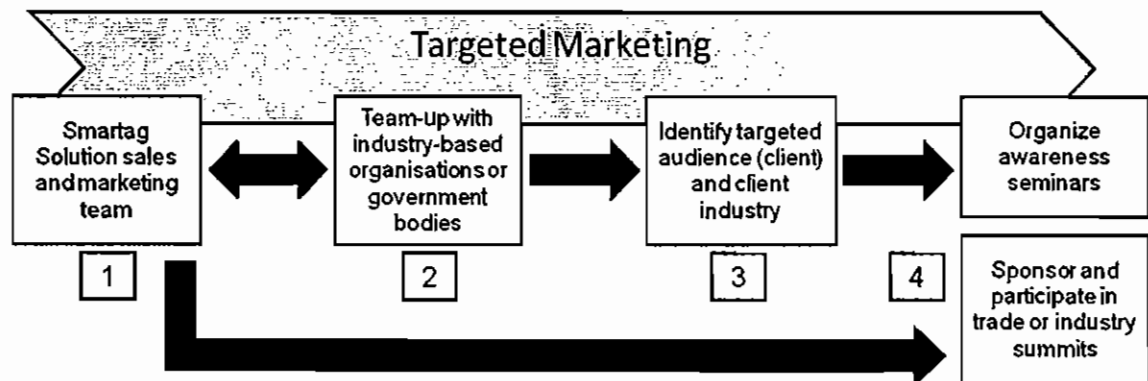 Targeted Marketing
Smartag
Solution sales
and marketing
team
Team-up with
industry-based
organisations or
government
bodies
Identify targeted
audience (client)
and client
industry
Organize
awareness
seminars
1
2
3
4
Sponsor and
participate in
trade or industry
summits